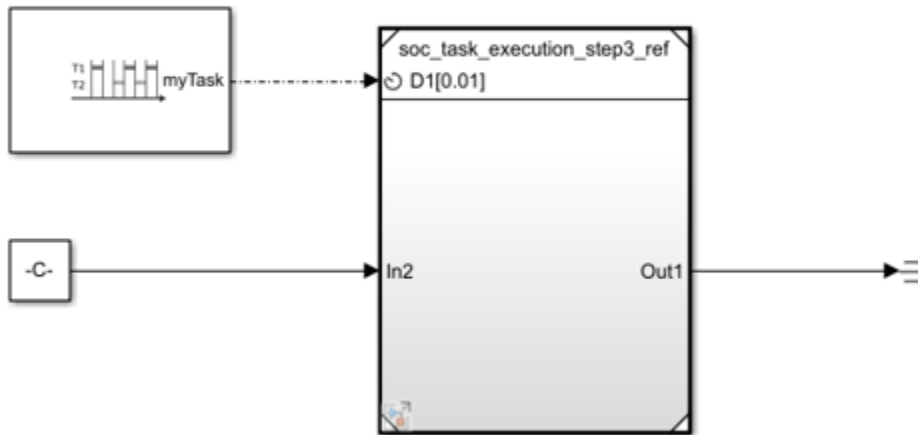 soc_task_execution_step3_ref
T1
T2
myTask
D1[0.01]
-C-
In2
Out1